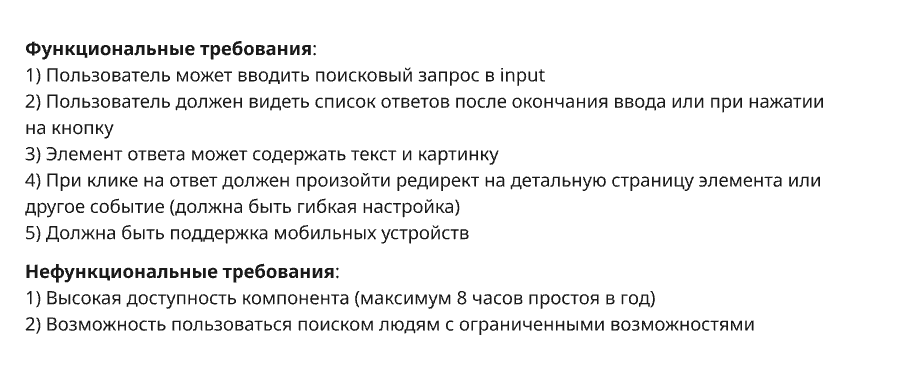 Функциональные требования:
1) Пользователь может вводить поисковый запрос в input
2) Пользователь должен видеть список ответов после окончания ввода или при нажатии
на кнопку
3) Элемент ответа может содержать текст и картинку
4) При клике на ответ должен произойти редирект на детальную страницу элемента или
другое событие (должна быть гибкая настройка)
5) Должна быть поддержка мобильных устройств
Нефункциональные требования:
1) Высокая доступность компонента (максимум 8 часов простоя в год)
2) Возможность пользоваться поиском людям с ограниченными возможностями